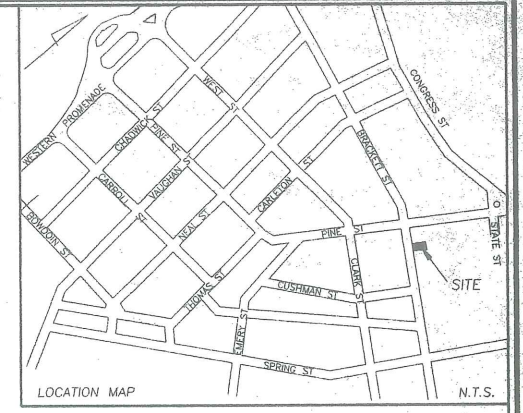 CONGRESS ST
WEST ST
WESTERN PROMENADE
CHADWICK ST
PINE ST
BRACKETT ST
VAUGHAN ST
CARLETON ST
CARROLL ST
BOWDOIN ST
NEAL ST
STATE ST
PINE ST
CLARK ST
SITE
THOMAS ST
CUSHMAN ST
EMERY ST
SPRING ST
LOCATION MAP
N.T.S.